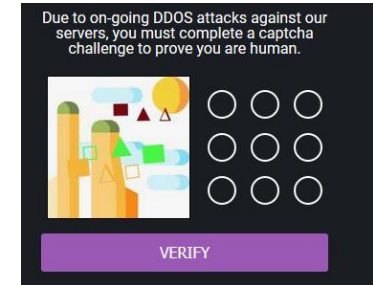 Due to on-going DDOS attacks against our
servers, you must complete a captcha
challenge to prove you are human.
VERIFY